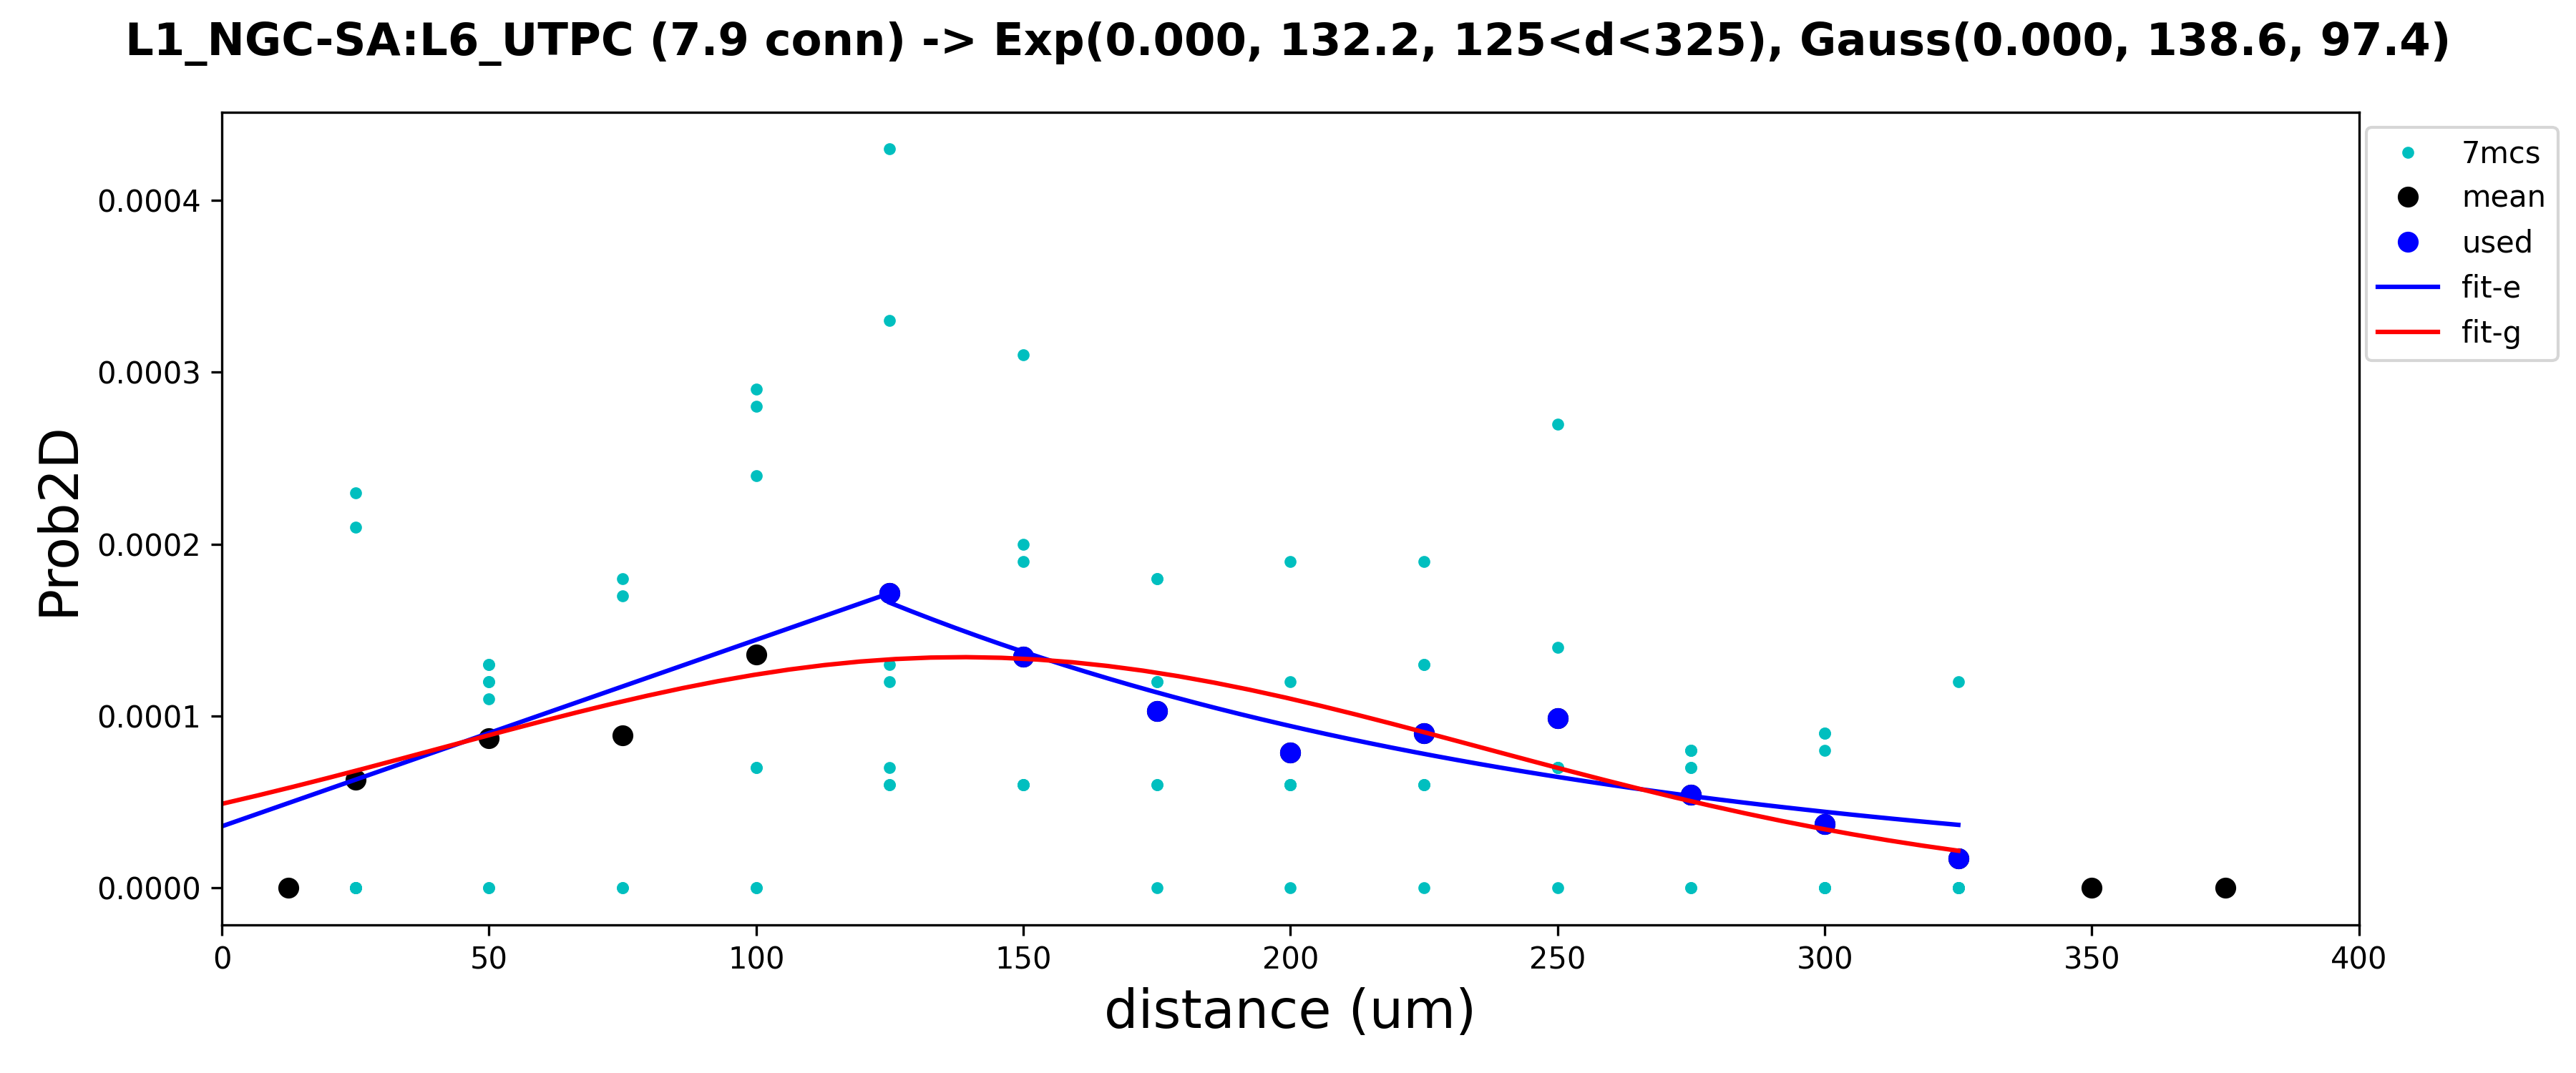 L1_NGC-SA:L6_UTPC (7.9 conn) -> Exp(0.000, 132.2, 125<d<325), Gauss(0.000, 138.6, 97.4)
7mcs
mean
used
fit-e
fit-g
Prob2D
0.0004
0.0003
0.0002
0.0001
0.0000
0 50 100 150 200 250 300 350 400
distance (um)